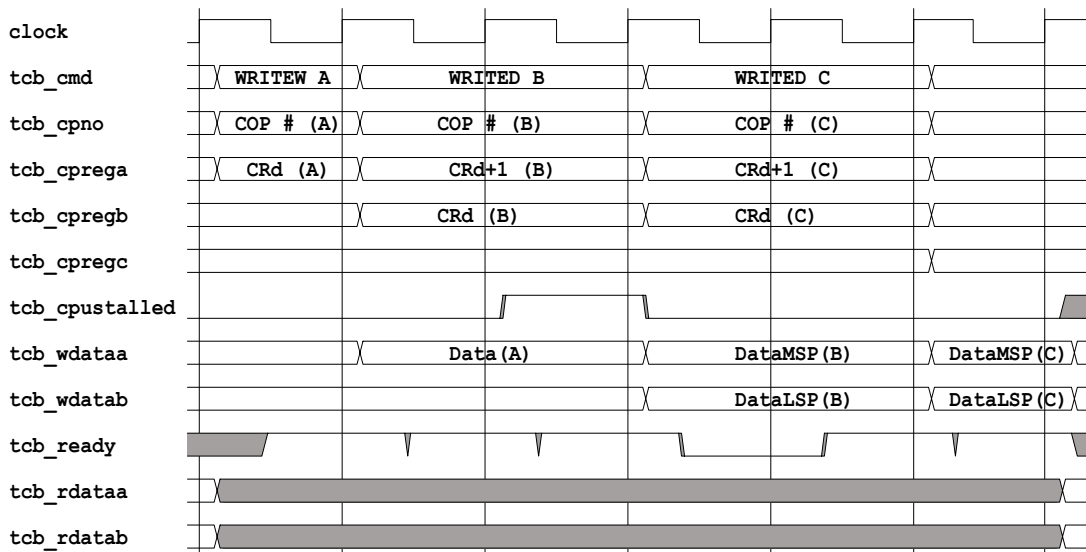 clock
tcb_cmd WRITEW A WRITED B WRITED C
tcb_cpno COP # (A) COP # (B) COP # (C)
tcb_cprega CRd (A) CRd+1 (B) CRd+1 (C)
tcb_cpregb CRd (B) CRd (C)
tcb_cpregc
tcb_cpustalled
tcb_wdataa Data(A) DataMSP(B) DataMSP(C)
tcb_wdatab DataLSP(B) DataLSP(C)
tcb_ready
tcb_rdataa
tcb_rdatab